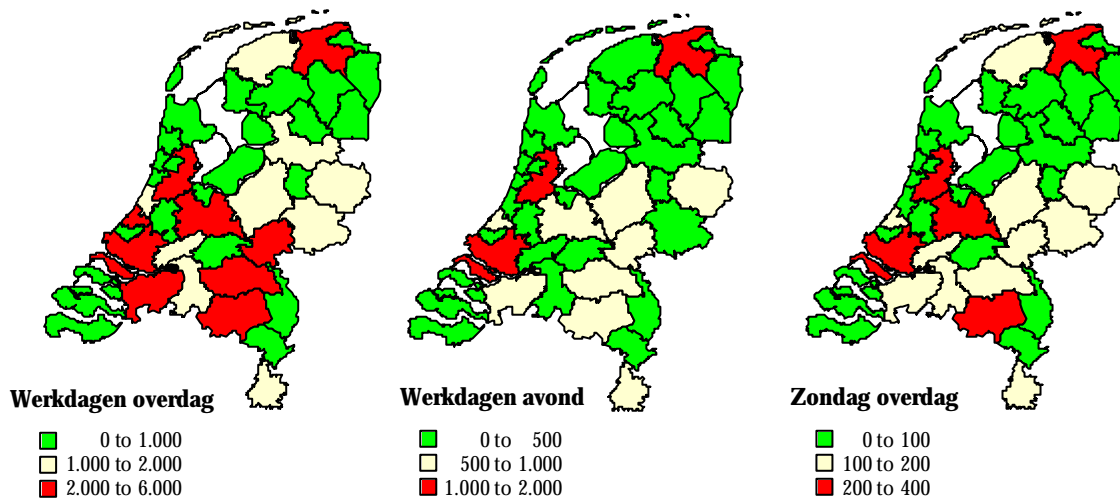 Werkdagen overdag
0 to 1.000
1.000 to 2.000
2.000 to 6.000
Werkdagen avond
0 to 500
500 to 1.000
1.000 to 2.000
Zondag overdag
0 to 100
100 to 200
200 to 400